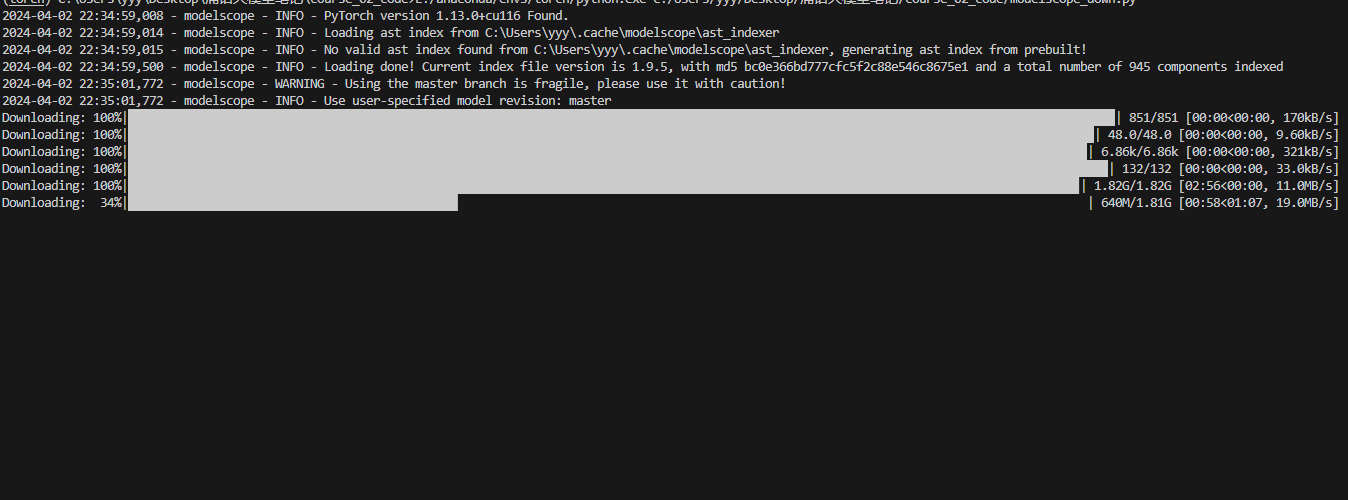 2024-04-02 22:34:59,008 - modelscope - INFO - PyTorch version 1.13.0+cu116 Found.
2024-04-02 22:34:59,014 - modelscope - INFO - Loading ast index from C:\Users\yyy\.cache\modelscope\ast_indexer
2024-04-02 22:34:59,015 - modelscope - INFO - No valid ast index found from C:\Users\yyy\.cache\modelscope\ast_indexer, generating ast index from prebuilt!
2024-04-02 22:34:59,500 - modelscope - INFO - Loading done! Current index file version is 1.9.5, with md5 bc0e366bd777cfc5f2c88e546c8675e1 and a total number of 945 components indexed
2024-04-02 22:35:01,772 - modelscope - WARNING - Using the master branch is fragile, please use it with caution!
2024-04-02 22:35:01,772 - modelscope - INFO - Use user-specified model revision: master
Downloading: 100%| | 851/851 [00:00<00:00, 170kB/s]
Downloading: 100%| | 48.0/48.0 [00:00<00:00, 9.60kB/s]
Downloading: 100%| | 6.86k/6.86k [00:00<00:00, 321kB/s]
Downloading: 100%| | 132/132 [00:00<00:00, 33.0kB/s]
Downloading: 100%| | 1.82G/1.82G [02:56<00:00, 11.0MB/s]
Downloading: 34%| | 640M/1.81G [00:58<01:07, 19.0MB/s]